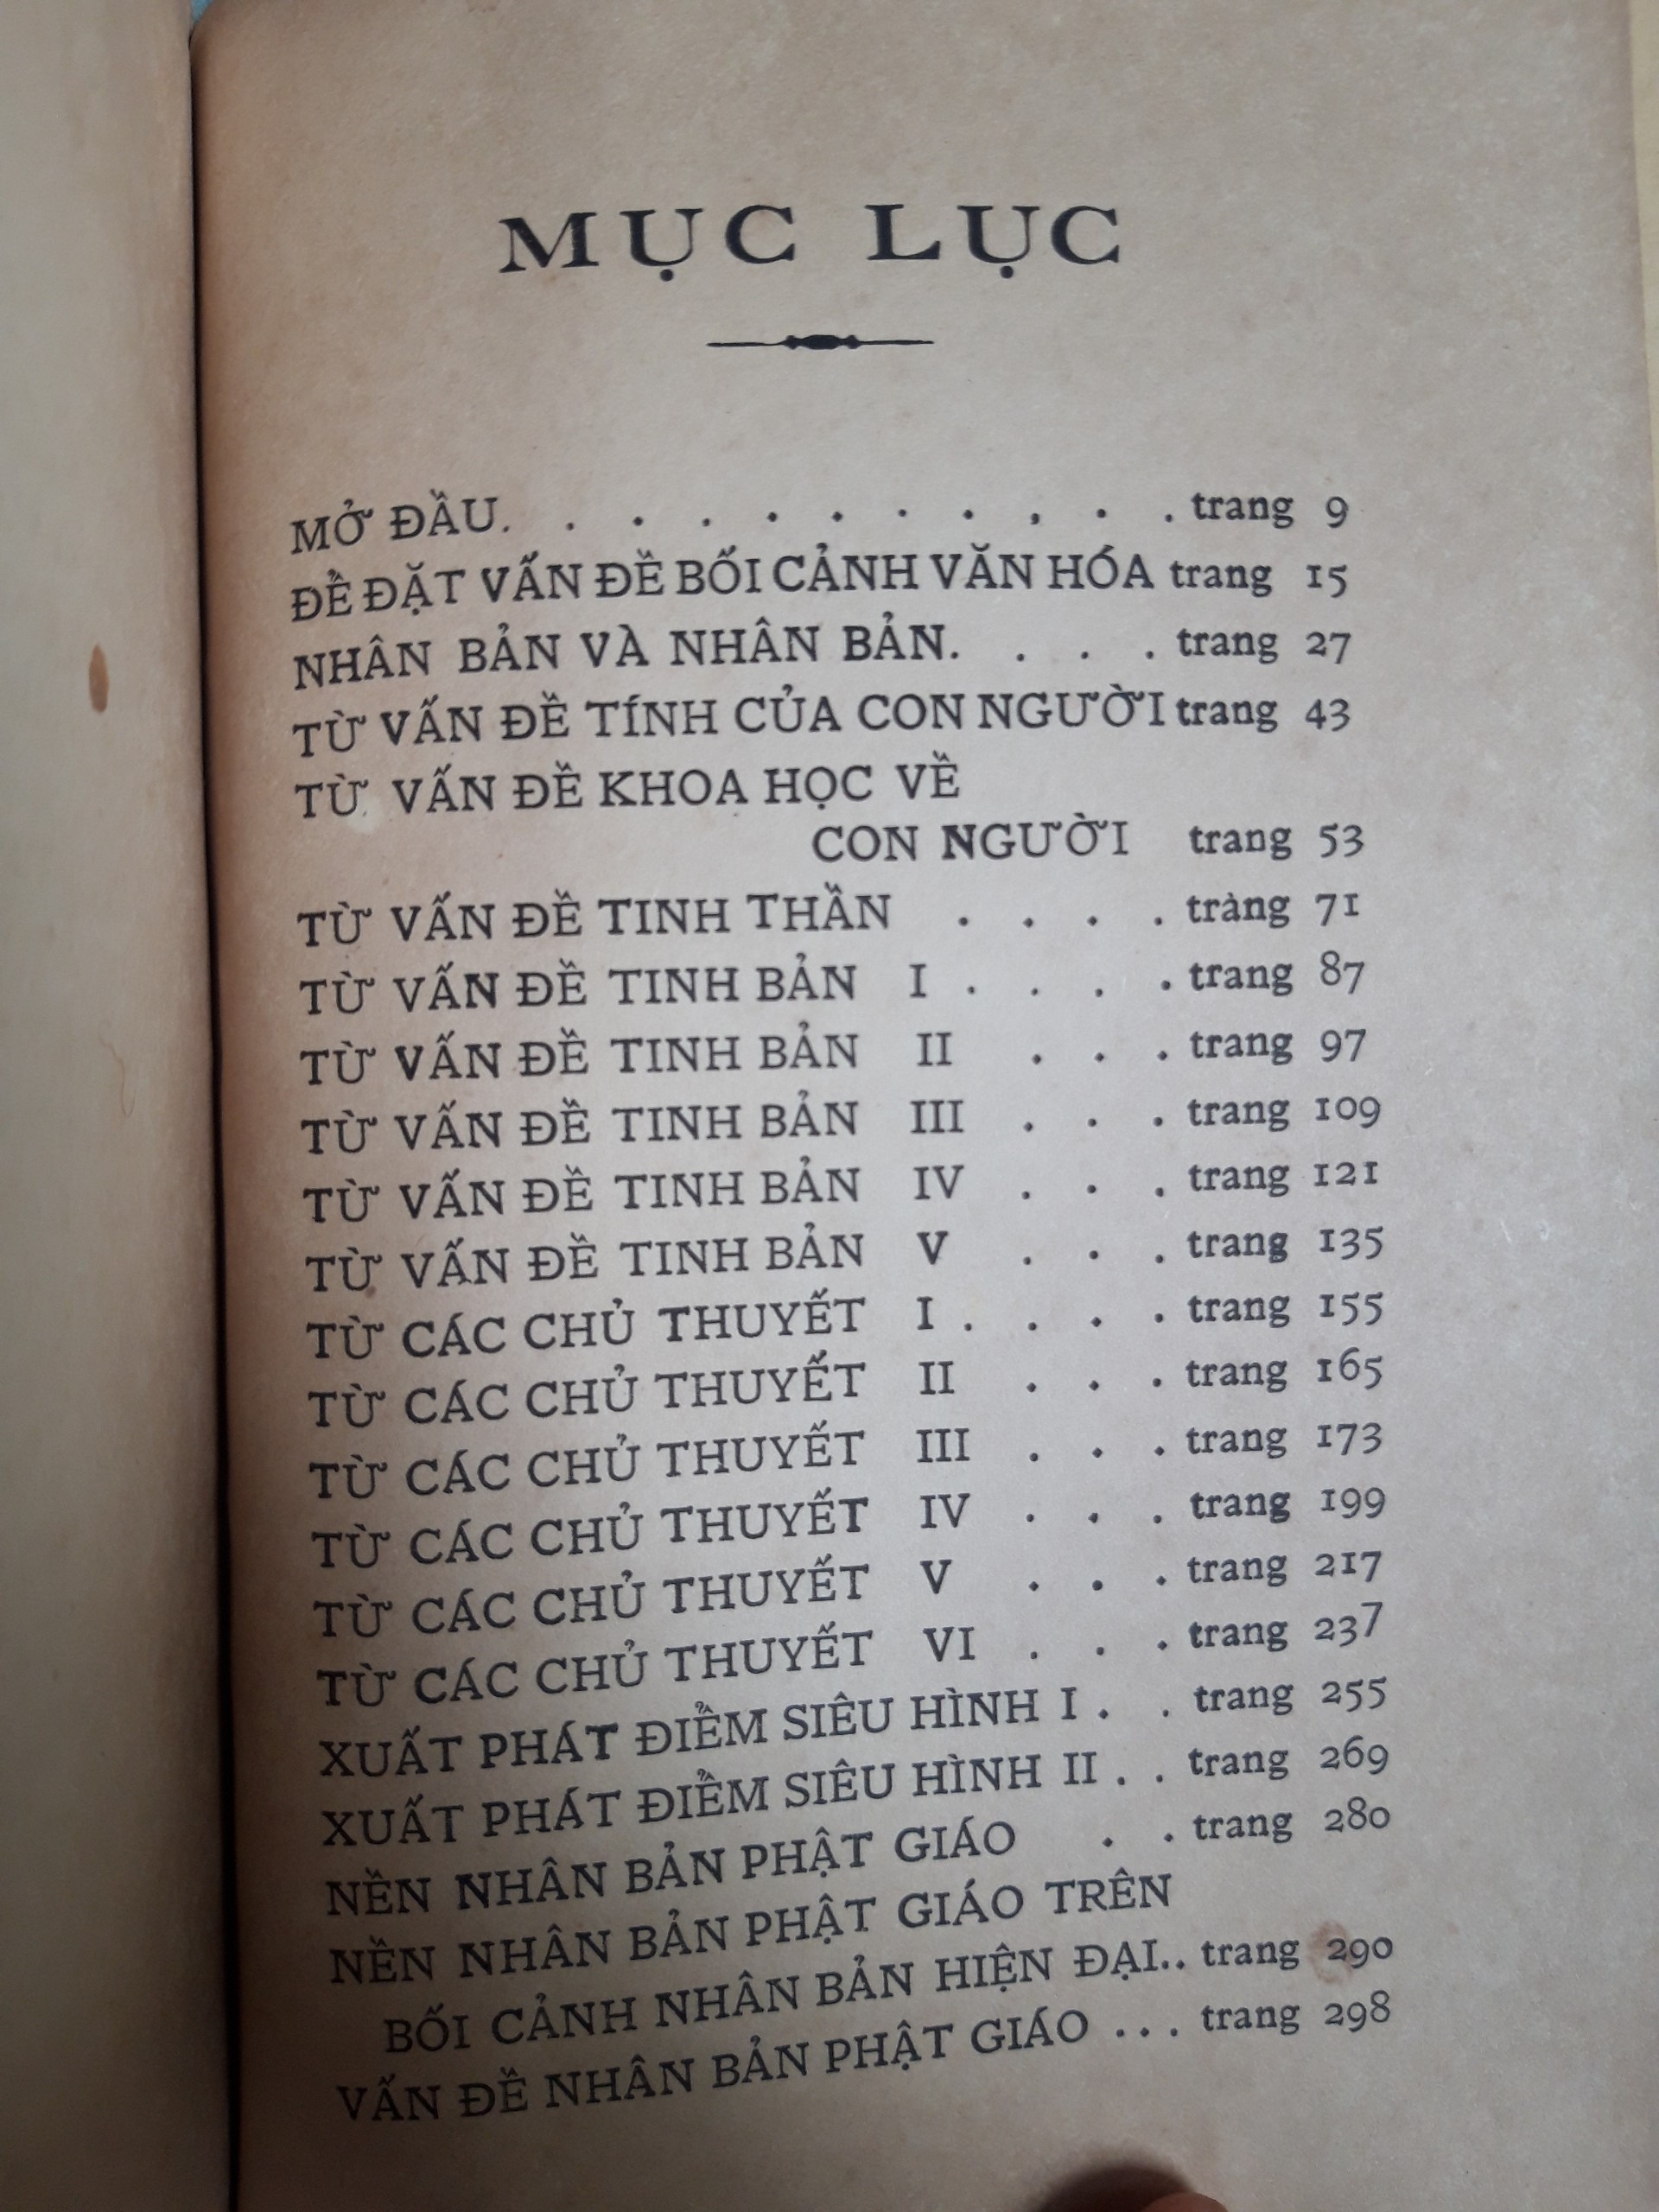 MỤC LỤC
MỞ ĐẦU. . . . . . . . . . . trang 9
ĐỂ ĐẶT VẤN ĐỀ BỐI CẢNH VĂN HÓA trang 15
NHÂN BẢN VÀ NHÂN BẢN. . . . trang 27
TỪ VẤN ĐỀ TÍNH CỦA CON NGƯỜI trang 43
TỪ VẤN ĐỀ KHOA HỌC VỀ
CON NGƯỜI trang 53
TỪ VẤN ĐỀ TINH THẦN . . . . tràng 71
TỪ VẤN ĐỀ TINH BẢN I . . . . trang 87
TỪ VẤN ĐỀ TINH BẢN II . . . trang 97
TỪ VẤN ĐỀ TINH BẢN III . . . trang 109
TỪ VẤN ĐỀ TINH BẢN IV . . . trang 121
TỪ VẤN ĐỀ TINH BẢN V . . . trang 135
TỪ CÁC CHỦ THUYẾT I . . . . trang 155
TỪ CÁC CHỦ THUYẾT II . . . trang 165
TỪ CÁC CHỦ THUYẾT III . . . trang 173
TỪ CÁC CHỦ THUYẾT IV . . . trang 199
TỪ CÁC CHỦ THUYẾT V . . . trang 217
TỪ CÁC CHỦ THUYẾT VI . . . trang 237
XUẤT PHÁT ĐIỂM SIÊU HÌNH I . . trang 255
XUẤT PHÁT ĐIỂM SIÊU HÌNH II . . trang 269
NỀN NHÂN BẢN PHẬT GIÁO . . trang 280
NỀN NHÂN BẢN PHẬT GIÁO TRÊN
BỐI CẢNH NHÂN BẢN HIỆN ĐẠI.. trang 290
VẤN ĐỀ NHÂN BẢN PHẬT GIÁO ... trang 298